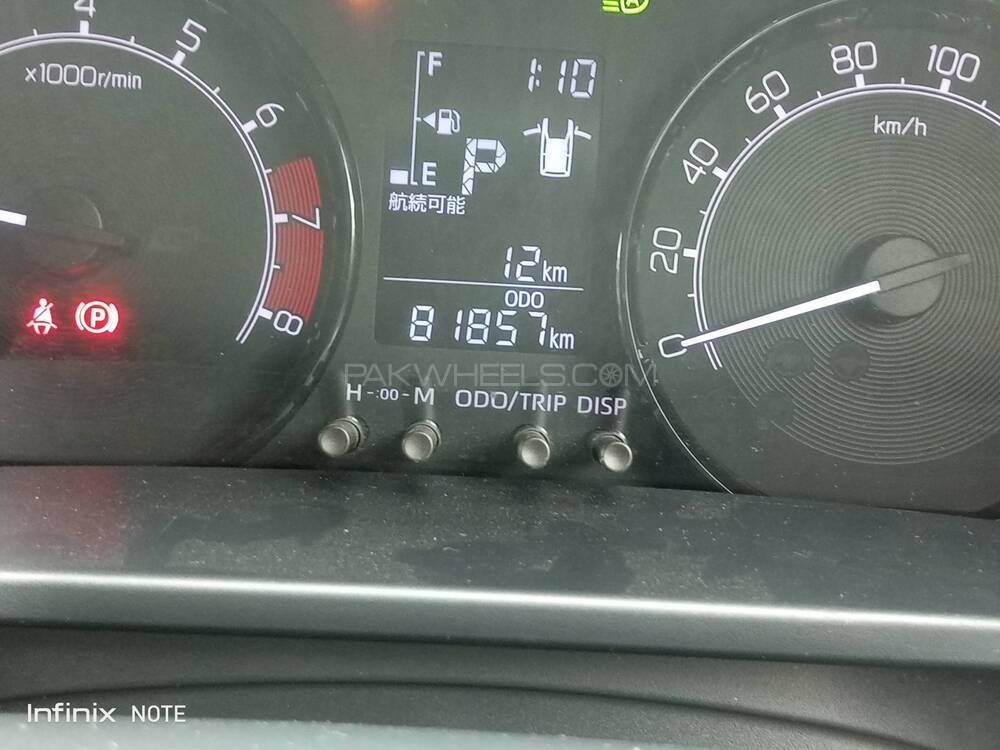 4
5
x1000r/min
6
7
8
F
1:10
P
E
航続可能
12km
ODO
81857km
0
20
40
60
80
100
km/h
P
A
PAKWHEELS.COM
H -:00- M ODO/TRIP DISP
Infinix NOTE